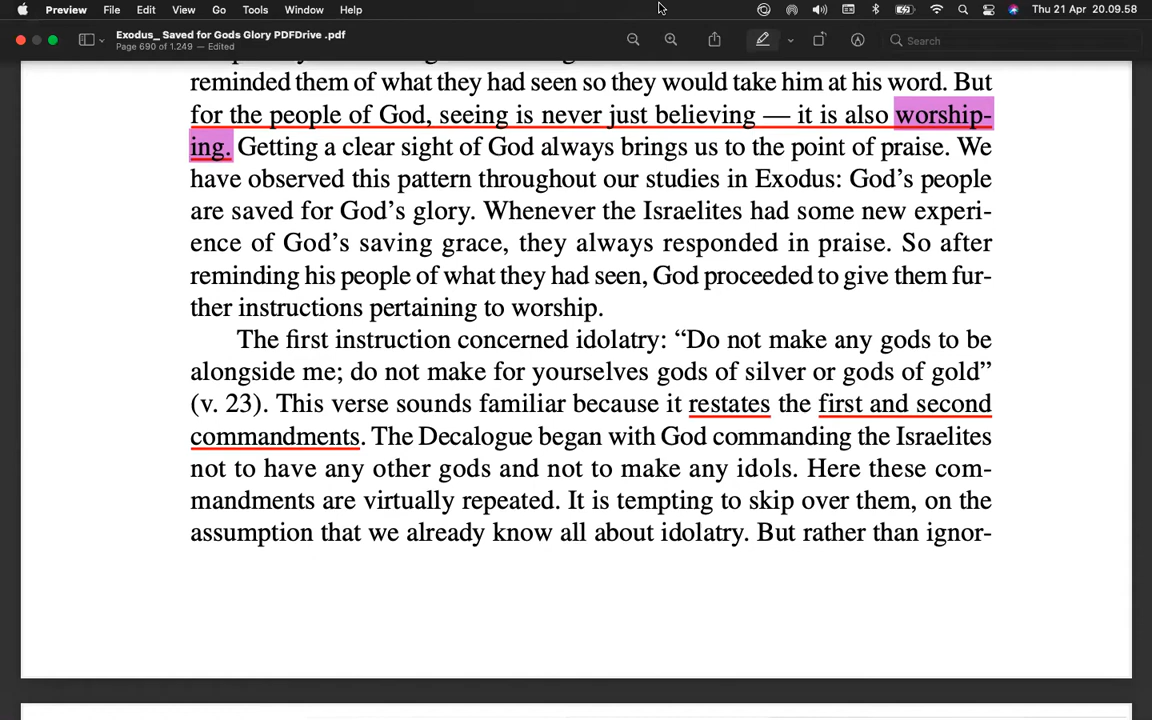 Preview File Edit View Go Tools Window Help Thu 21 Apr 20.09.58
Exodus_ Saved for Gods Glory PDFDrive .pdf
Page 690 of 1.249 — Edited
Search
reminded them of what they had seen so they would take him at his word. But
for the people of God, seeing is never just believing — it is also worship-
ing. Getting a clear sight of God always brings us to the point of praise. We
have observed this pattern throughout our studies in Exodus: God’s people
are saved for God’s glory. Whenever the Israelites had some new experi-
ence of God’s saving grace, they always responded in praise. So after
reminding his people of what they had seen, God proceeded to give them fur-
ther instructions pertaining to worship.
The first instruction concerned idolatry: “Do not make any gods to be
alongside me; do not make for yourselves gods of silver or gods of gold”
(v. 23). This verse sounds familiar because it restates the first and second
commandments. The Decalogue began with God commanding the Israelites
not to have any other gods and not to make any idols. Here these com-
mandments are virtually repeated. It is tempting to skip over them, on the
assumption that we already know all about idolatry. But rather than ignor-